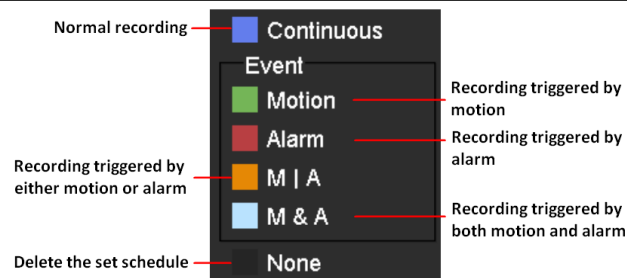 Normal recording
Continuous
Event
Motion
Recording triggered by
motion
Alarm
Recording triggered by
alarm
Recording triggered by
either motion or alarm
M | A
M & A
Recording triggered by
both motion and alarm
Delete the set schedule
None